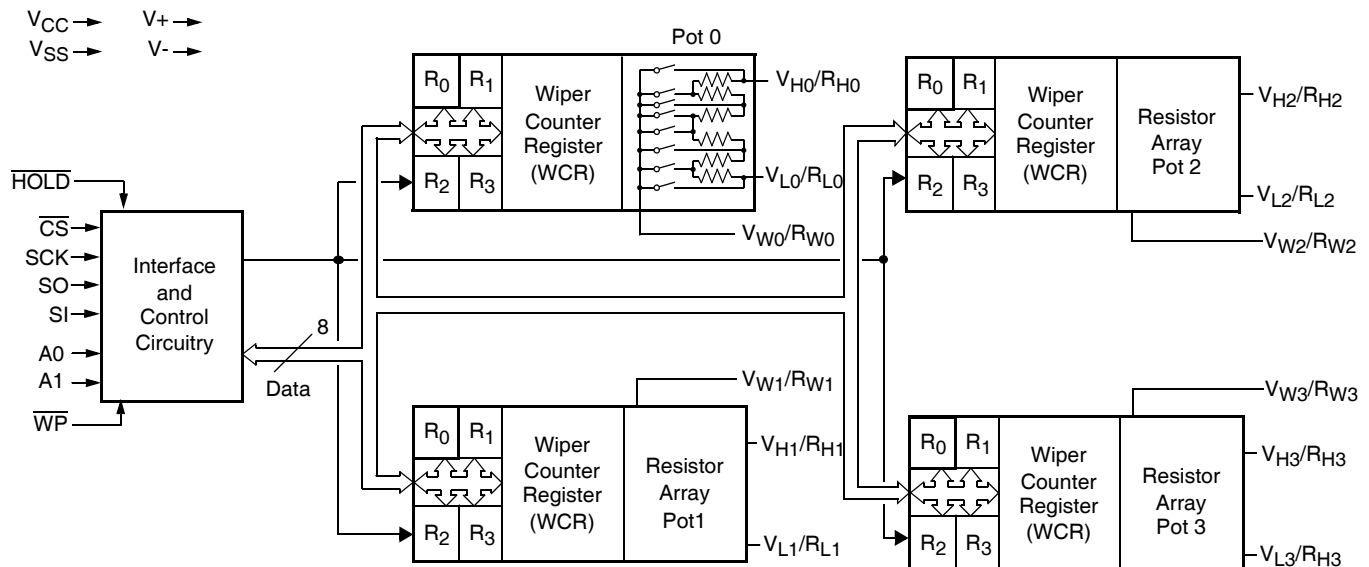 VCC V+
VSS V-
HOLD
CS
SCK
SO
SI
A0
A1
WP
Interface
and
Control
Circuitry
8
Data
Pot 0
R0 R1
R2 R3
Wiper
Counter
Register
(WCR)
VH0/RH0
VL0/RL0
VW0/RW0
R0 R1
R2 R3
Wiper
Counter
Register
(WCR)
Resistor
Array
Pot 2
VH2/RH2
VL2/RL2
VW2/RW2
VW1/RW1
R0 R1
R2 R3
Wiper
Counter
Register
(WCR)
Resistor
Array
Pot1
VH1/RH1
VL1/RL1
VW3/RW3
R0 R1
R2 R3
Wiper
Counter
Register
(WCR)
Resistor
Array
Pot 3
VH3/RH3
VL3/RH3